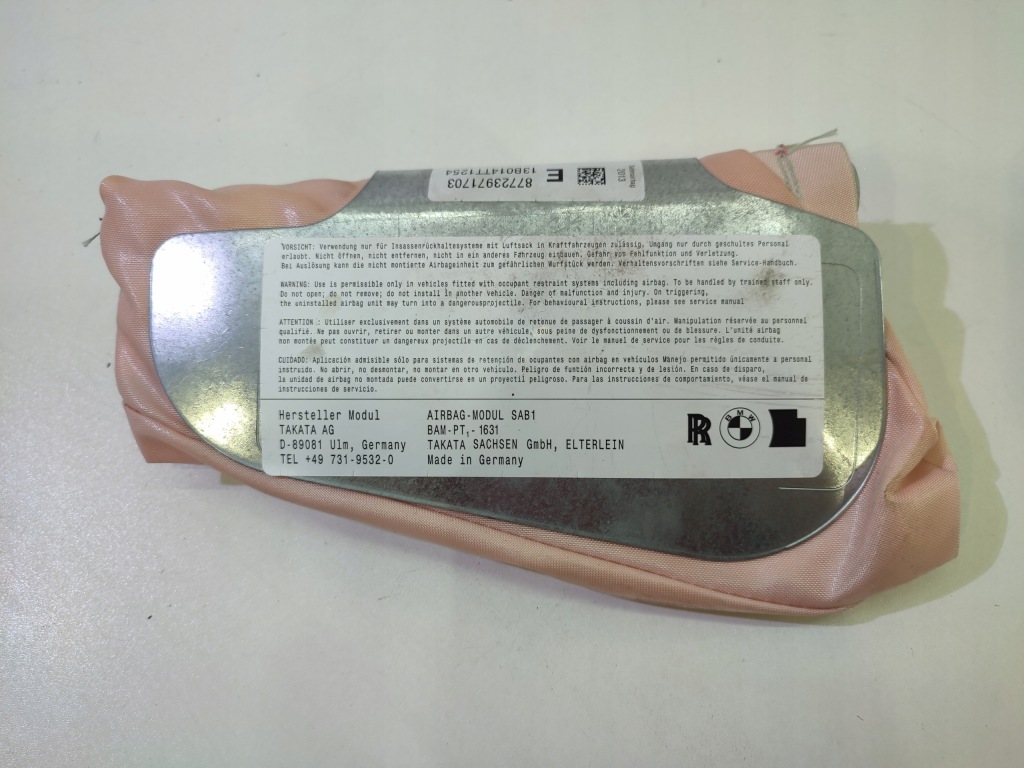 877723971703
13B014TT1254
E
2013
VORSICHT: Verwendung nur für Insassenrückhaltesysteme mit Luftsack in Kraftfahrzeugen zulässig. Umgang nur durch geschultes Personal
erlaubt. Nicht öffnen, nicht entfernen, nicht in ein anderes Fahrzeug einbauen. Gefahr von Fehlfunktion und Verletzung.
Bei Auslösung kann die nicht montierte Airbageinheit zum gefährlichen Wurfstück werden. Verhaltensvorschriften siehe Service-Handbuch.
WARNING: Use is permissible only in vehicles fitted with occupant restraint systems including airbag. To be handled by trained staff only.
Do not open; do not remove; do not install in another vehicle. Danger of malfunction and injury. On triggering,
the uninstalled airbag unit may turn into a dangerousprojectile. For behavioural instructions, please see service manual
ATTENTION : Utiliser exclusivement dans un système automobile de retenue de passager à coussin d'air. Manipulation réservée au personnel
qualifié. Ne pas ouvrir, retirer ou monter dans un autre véhicule, sous peine de dysfonctionnement ou de blessure. L'unité airbag
non montée peut constituer un dangereux projectile en cas de déclenchement. Voir le manuel de service pour les règles de conduite.
CUIDADO: Aplicación admisible sólo para sistemas de retención de ocupantes con airbag en vehículos Manejo permitido únicamente a personal
instruido. No abrir, no desmontar, no montar en otro vehículo. Peligro de funtión incorrecta y de lesión. En caso de disparo,
la unidad de airbag no montada puede convertirse en un proyectil peligroso. Para las instrucciones de comportamiento, véase el manual de
instrucciones de servicio.
Hersteller Modul
TAKATA AG
D-89081 Ulm, Germany
TEL +49 731-9532-0
AIRBAG-MODUL SAB1
BAM-PT₁-1631
TAKATA SACHSEN GmbH, ELTERLEIN
Made in Germany
RR
BMW